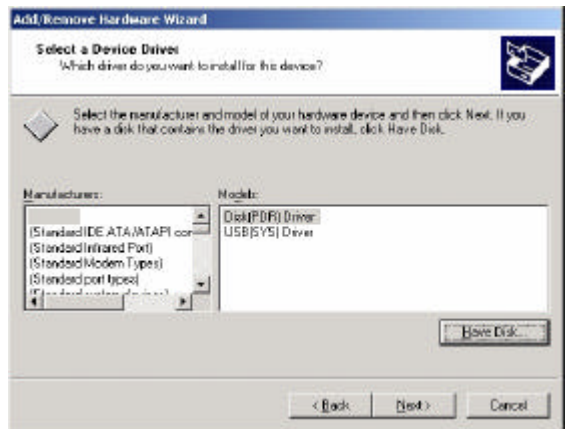 Add/Remove Hardware Wizard
Select a Device Driver
Which driver do you want to install for this device?
Select the manufacturer and model of your hardware device and then click Next. If you
have a disk that contains the driver you want to install, click Have Disk.
Manufacturers:
Models:
(Standard IDE ATA/ATAPI con
(Standard Infrared Port)
(Standard Modem Types)
(Standard port types)
Disk(PDR) Driver
USB(SYS) Driver
Have Disk...
< Back
Next >
Cancel